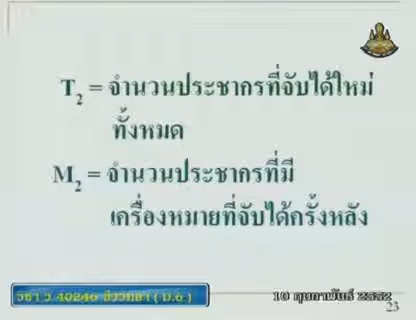 T2 = จำนวนประชากรที่จับได้ใหม่
ทั้งหมด
M2 = จำนวนประชากรที่มี
เครื่องหมายที่จับได้ครั้งหลัง
วิชา ว 40246 ชีววิทยา ( ม.6 )
10 กุมภาพันธ์ 2552
23